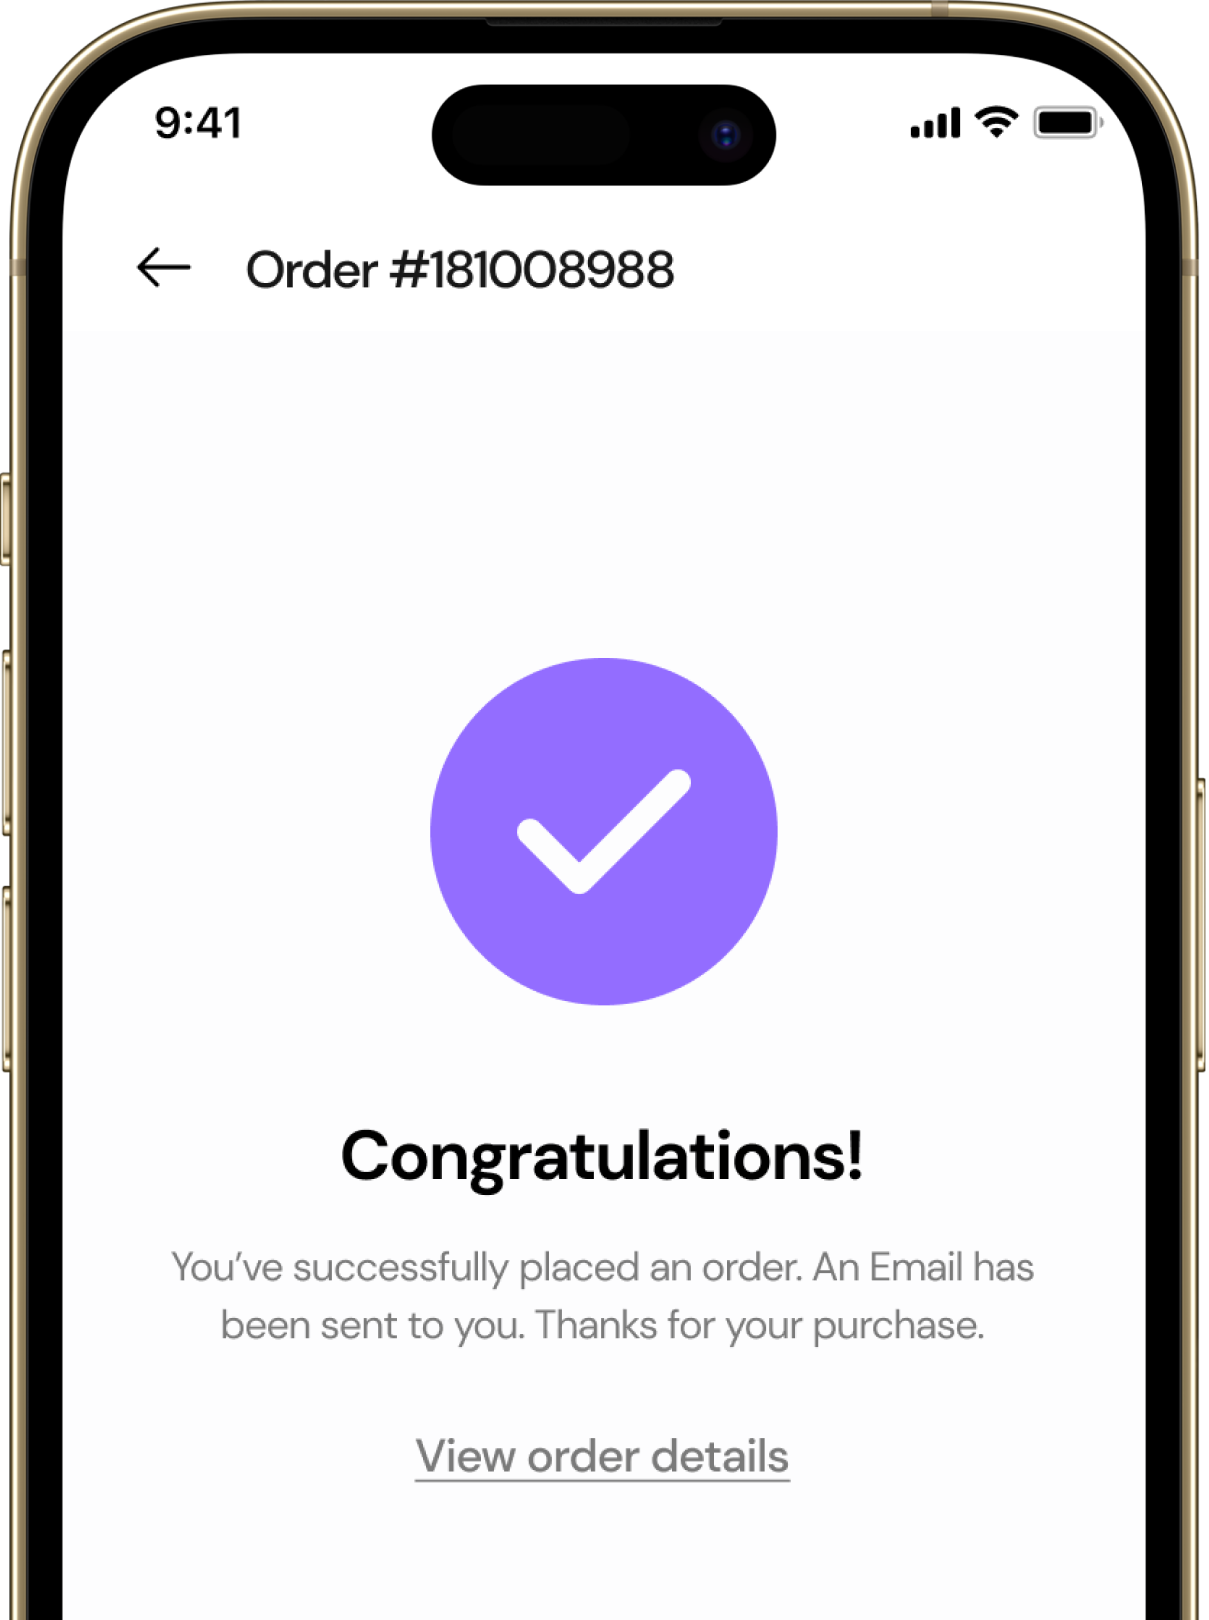 9:41
Order #181008988
Congratulations!
You’ve successfully placed an order. An Email has
been sent to you. Thanks for your purchase.
View order details